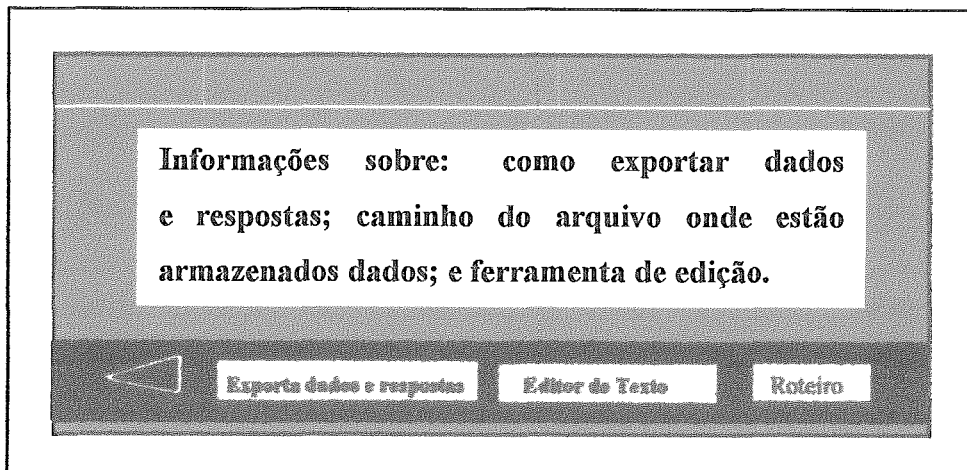 Informações sobre: como exportar dados
e respostas; caminho do arquivo onde estão
armazenados dados; e ferramenta de edição.
Exporta dados e respostas Editor de Texto Roteiro